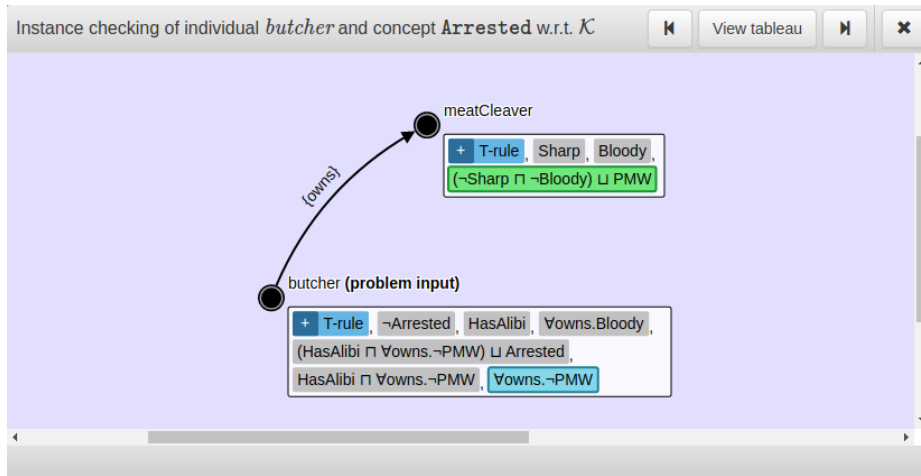 Instance checking of individual butcher and concept Arrested w.r.t. 𝒦 View tableau
meatCleaver
+ T-rule, Sharp, Bloody,
(¬Sharp ⊓ ¬Bloody) ⊔ PMW
{owns}
butcher (problem input)
+ T-rule, ¬Arrested, HasAlibi, ∀owns.Bloody,
(HasAlibi ⊓ ∀owns.¬PMW) ⊔ Arrested,
HasAlibi ⊓ ∀owns.¬PMW, ∀owns.¬PMW